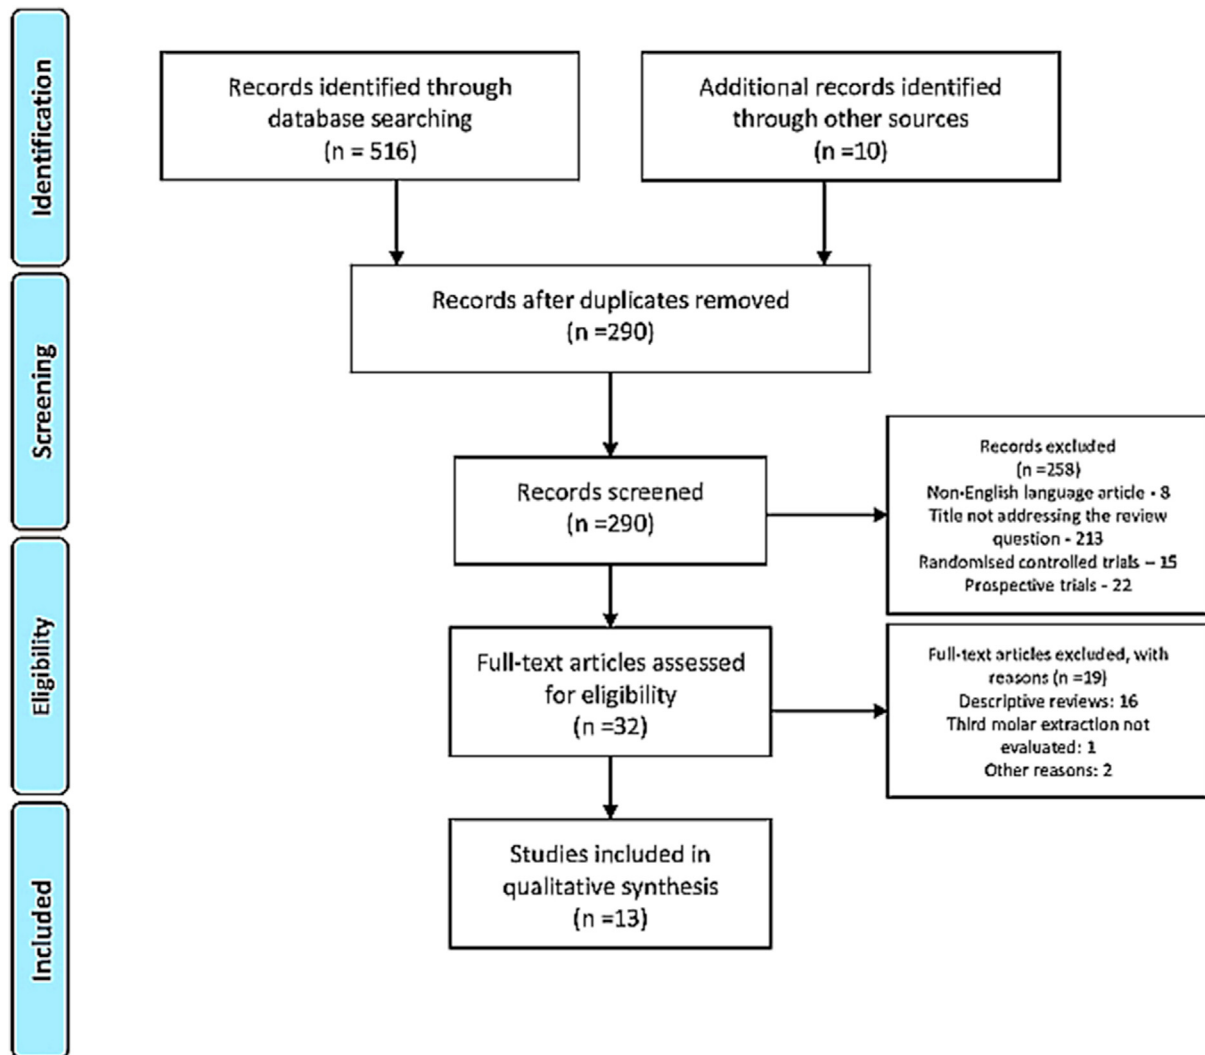 Identification
Records identified through
database searching
(n = 516)
Additional records identified
through other sources
(n =10)
Screening
Records after duplicates removed
(n =290)
Records screened
(n =290)
Records excluded
(n =258)
Non-English language article - 8
Title not addressing the review
question - 213
Randomised controlled trials – 15
Prospective trials - 22
Eligibility
Full-text articles assessed
for eligibility
(n =32)
Full-text articles excluded, with
reasons (n =19)
Descriptive reviews: 16
Third molar extraction not
evaluated: 1
Other reasons: 2
Included
Studies included in
qualitative synthesis
(n =13)